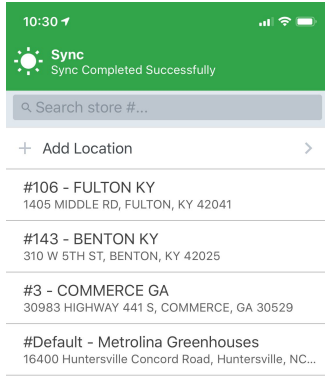 10:30
Sync
Sync Completed Successfully
Search store #...
Add Location
#106 - FULTON KY
1405 MIDDLE RD, FULTON, KY 42041
#143 - BENTON KY
310 W 5TH ST, BENTON, KY 42025
#3 - COMMERCE GA
30983 HIGHWAY 441 S, COMMERCE, GA 30529
#Default - Metrolina Greenhouses
16400 Huntersville Concord Road, Huntersville, NC...